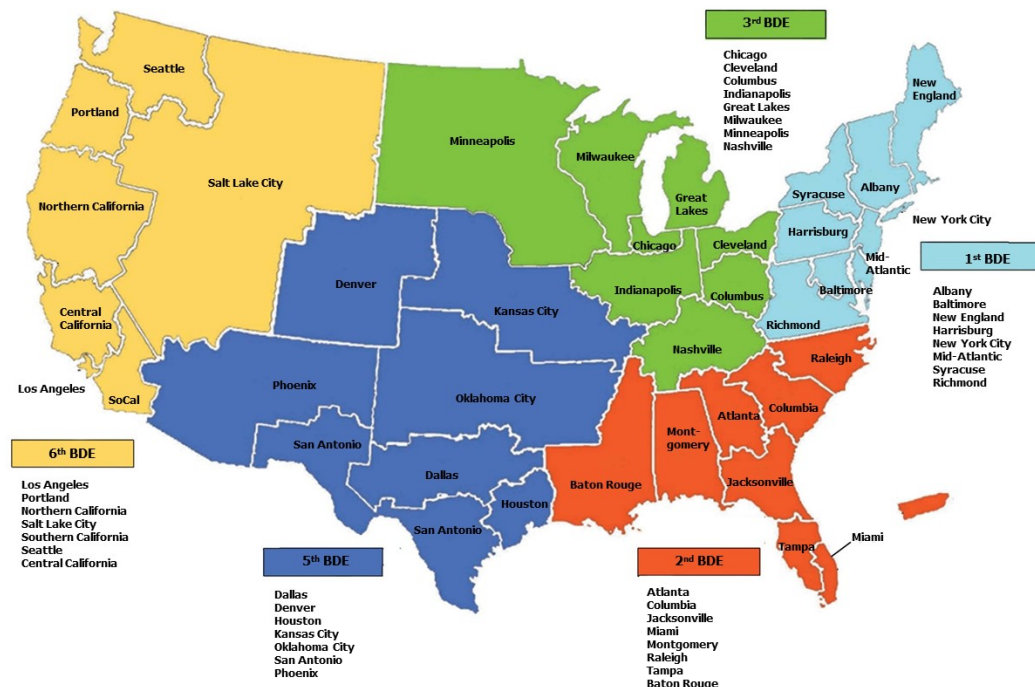 3rd BDE
Chicago
Cleveland
Columbus
Indianapolis
Great Lakes
Milwaukee
Minneapolis
Nashville
Seattle
Portland
Northern California
Salt Lake City
Central
California
Los Angeles
SoCal
Minneapolis
Milwaukee
Great
Lakes
Chicago
Cleveland
Indianapolis
Columbus
Nashville
New
England
Albany
Syracuse
New York City
Harrisburg
Mid-
Atlantic
Baltimore
Richmond
Denver
Kansas City
Phoenix
Oklahoma City
San Antonio
Dallas
Houston
San Antonio
Raleigh
Columbia
Atlanta
Mont-
gomery
Baton Rouge
Jacksonville
Tampa
Miami
1st BDE
Albany
Baltimore
New England
Harrisburg
New York City
Mid-Atlantic
Syracuse
Richmond
6th BDE
Los Angeles
Portland
Northern California
Salt Lake City
Southern California
Seattle
Central California
5th BDE
Dallas
Denver
Houston
Kansas City
Oklahoma City
San Antonio
Phoenix
2nd BDE
Atlanta
Columbia
Jacksonville
Miami
Montgomery
Raleigh
Tampa
Baton Rouge